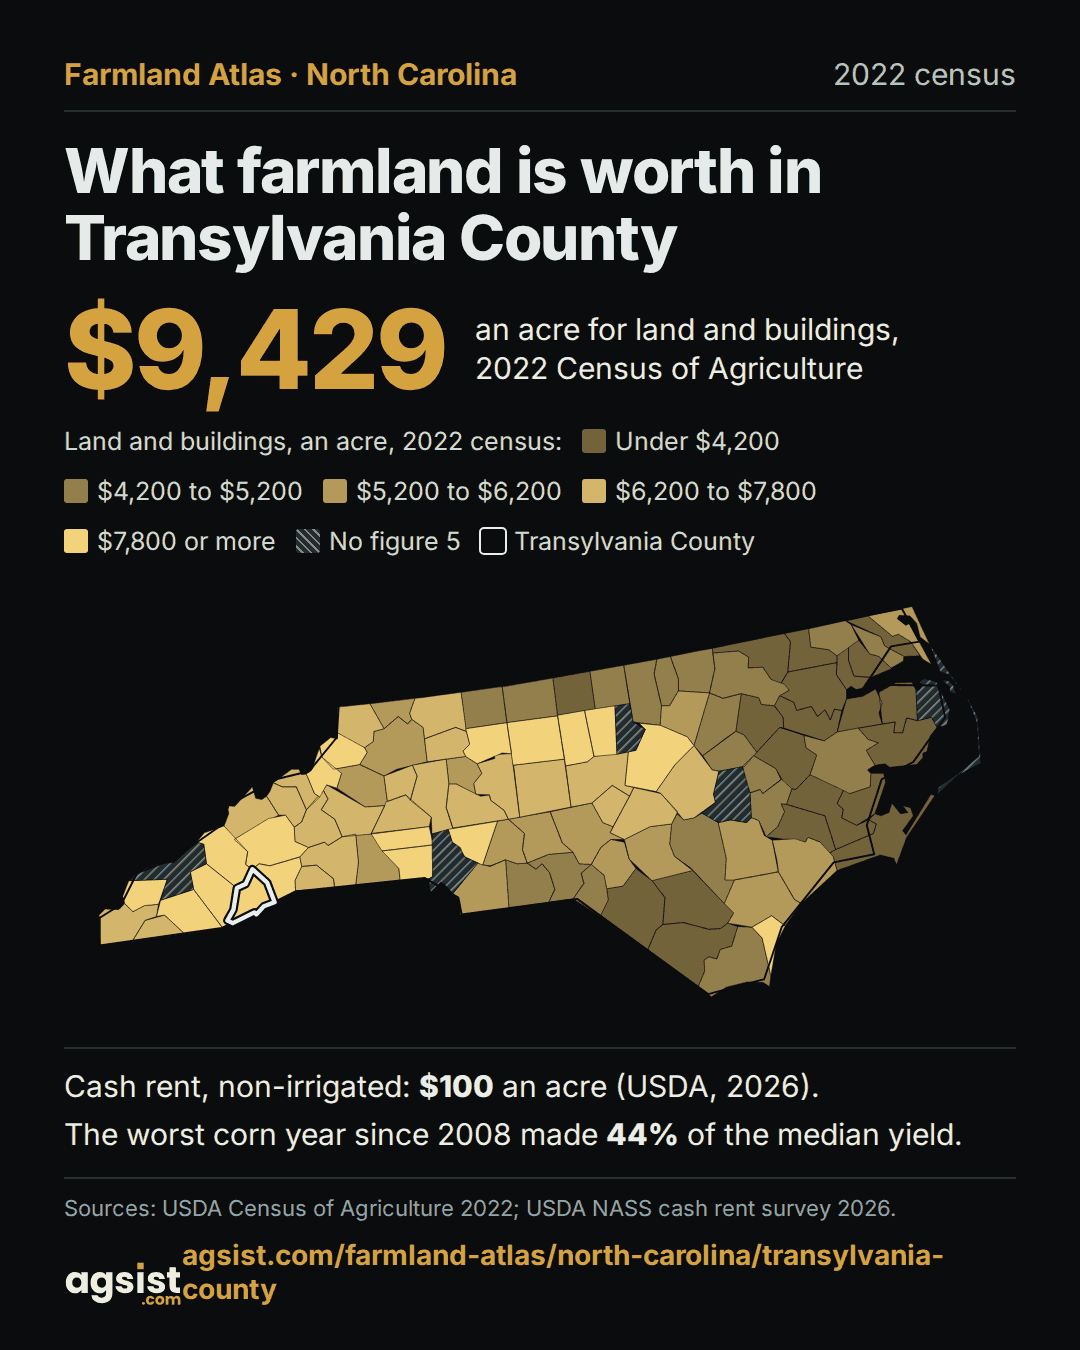 Farmland Atlas · North Carolina
2022 census
What farmland is worth in
Transylvania County
$9,429
an acre for land and buildings,
2022 Census of Agriculture
Land and buildings, an acre, 2022 census:
Under $4,200
$4,200 to $5,200
$5,200 to $6,200
$6,200 to $7,800
$7,800 or more
No figure 5
Transylvania County
Cash rent, non-irrigated: $100 an acre (USDA, 2026).
The worst corn year since 2008 made 44% of the median yield.
Sources: USDA Census of Agriculture 2022; USDA NASS cash rent survey 2026.
agsist
.com
agsist.com/farmland-atlas/north-carolina/transylvania-
county